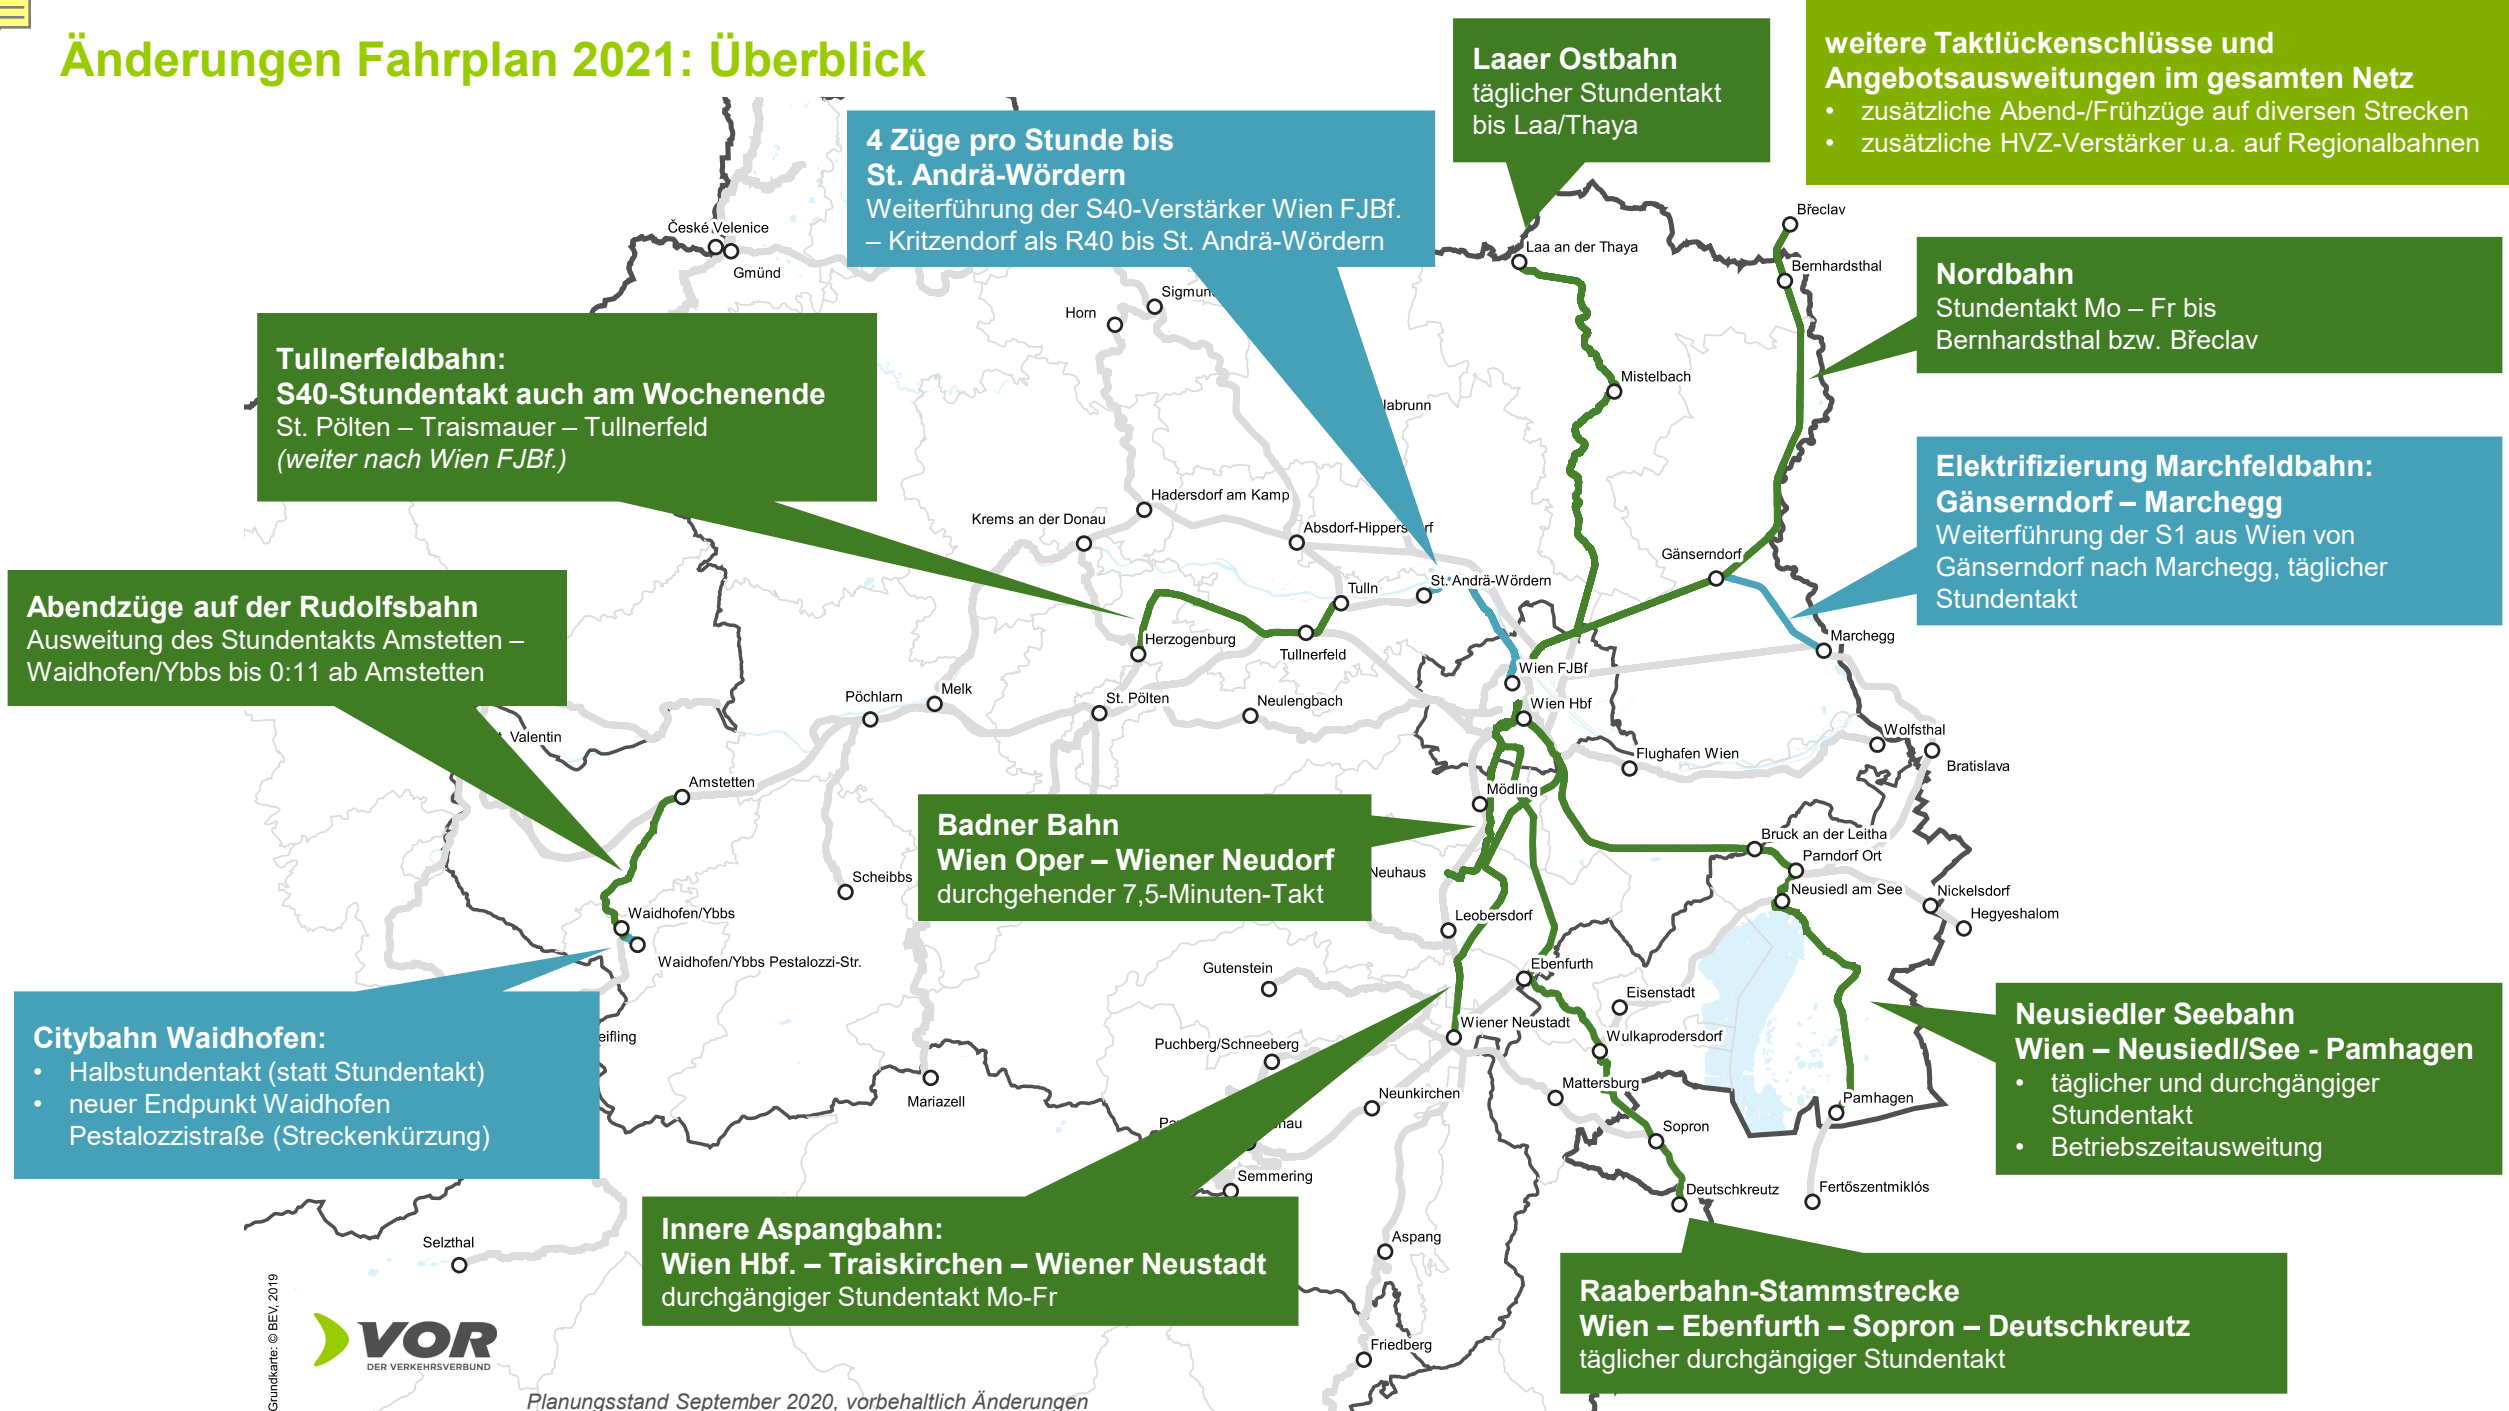 Änderungen Fahrplan 2021: Überblick
Laaer Ostbahn
täglicher Stundentakt
bis Laa/Thaya
weitere Taktlückenschlüsse und
Angebotsausweitungen im gesamten Netz
• zusätzliche Abend-/Frühzüge auf diversen Strecken
• zusätzliche HVZ-Verstärker u.a. auf Regionalbahnen
4 Züge pro Stunde bis
St. Andrä-Wördern
Weiterführung der S40-Verstärker Wien FJBf.
– Kritzendorf als R40 bis St. Andrä-Wördern
Nordbahn
Stundentakt Mo – Fr bis
Bernhardsthal bzw. Břeclav
Tullnerfeldbahn:
S40-Stundentakt auch am Wochenende
St. Pölten – Traismauer – Tullnerfeld
(weiter nach Wien FJBf.)
Elektrifizierung Marchfeldbahn:
Gänserndorf – Marchegg
Weiterführung der S1 aus Wien von
Gänserndorf nach Marchegg, täglicher
Stundentakt
Abendzüge auf der Rudolfsbahn
Ausweitung des Stundentakts Amstetten –
Waidhofen/Ybbs bis 0:11 ab Amstetten
Badner Bahn
Wien Oper – Wiener Neudorf
durchgehender 7,5-Minuten-Takt
Citybahn Waidhofen:
• Halbstundentakt (statt Stundentakt)
• neuer Endpunkt Waidhofen
Pestalozzistraße (Streckenkürzung)
Neusiedler Seebahn
Wien – Neusiedl/See - Pamhagen
• täglicher und durchgängiger
Stundentakt
• Betriebszeitausweitung
Innere Aspangbahn:
Wien Hbf. – Traiskirchen – Wiener Neustadt
durchgängiger Stundentakt Mo-Fr
Raaberbahn-Stammstrecke
Wien – Ebenfurth – Sopron – Deutschkreutz
täglicher durchgängiger Stundentakt
České Velenice
Gmünd
Horn
Sigmun
Laa an der Thaya
Břeclav
Bernhardsthal
Mistelbach
labrunn
Hadersdorf am Kamp
Krems an der Donau
Absdorf-Hippersdorf
Gänserndorf
St. Andrä-Wördern
Tulln
Herzogenburg
Tullnerfeld
Marchegg
Wien FJBf
Wien Hbf
Melk
Pöchlarn
St. Pölten
Neulengbach
Valentin
Wolfsthal
Flughafen Wien
Bratislava
Amstetten
Mödling
Bruck an der Leitha
Parndorf Ort
Neuhaus
Scheibbs
Neusiedl am See
Nickelsdorf
Hegyeshalom
Waidhofen/Ybbs
Leobersdorf
Waidhofen/Ybbs Pestalozzi-Str.
Gutenstein
Ebenfurth
Eisenstadt
eifling
Wiener Neustadt
Wulkaprodersdorf
Puchberg/Schneeberg
Mattersburg
Neunkirchen
Mariazell
Pamhagen
Pa
nau
Sopron
Semmering
Deutschkreutz
Fertőszentmiklós
Aspang
Selzthal
Friedberg
Grundkarte: © BEV, 2019
VOR
DER VERKEHRSVERBUND
Planungsstand September 2020, vorbehaltlich Änderungen